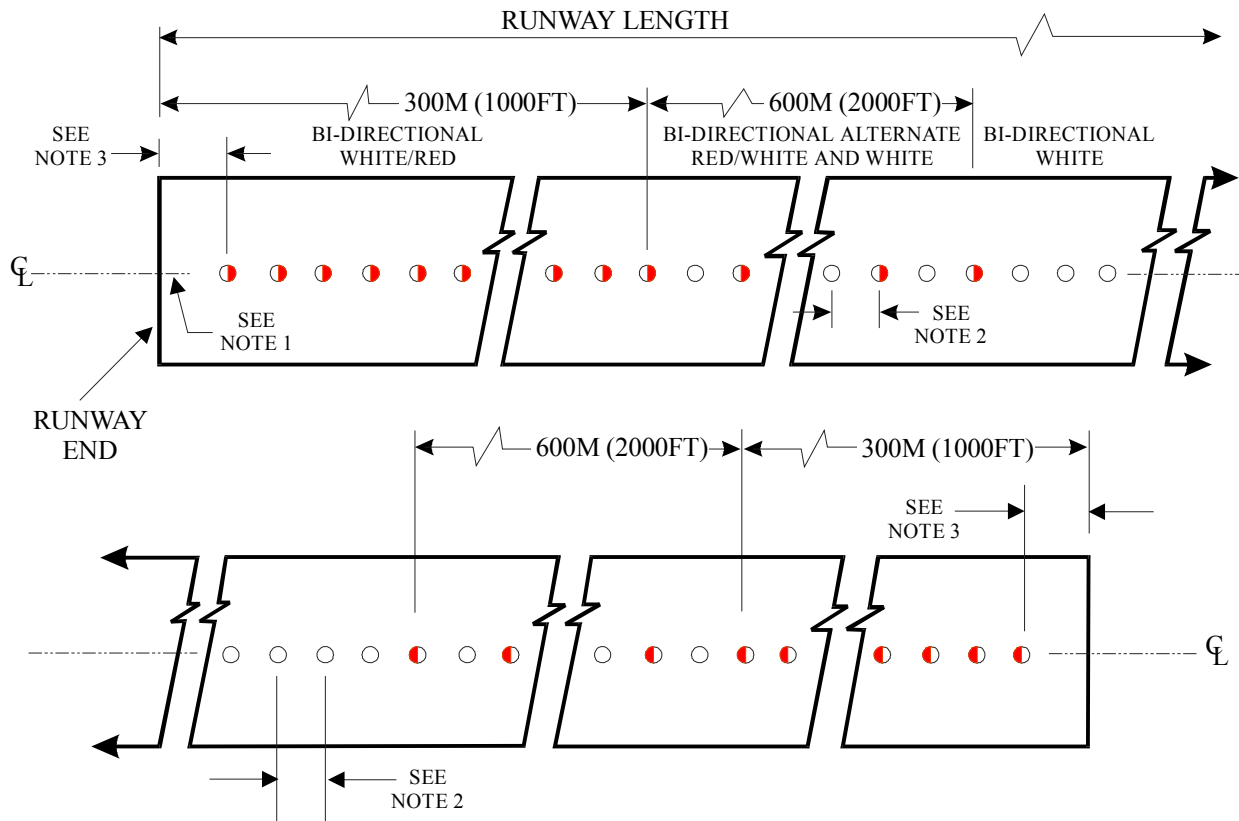 RUNWAY LENGTH
300M (1000FT)
600M (2000FT)
SEE
NOTE 3
BI-DIRECTIONAL
WHITE/RED
BI-DIRECTIONAL ALTERNATE
RED/WHITE AND WHITE
BI-DIRECTIONAL
WHITE
CL
SEE
NOTE 1
SEE
NOTE 2
RUNWAY
END
600M (2000FT)
300M (1000FT)
SEE
NOTE 3
CL
SEE
NOTE 2